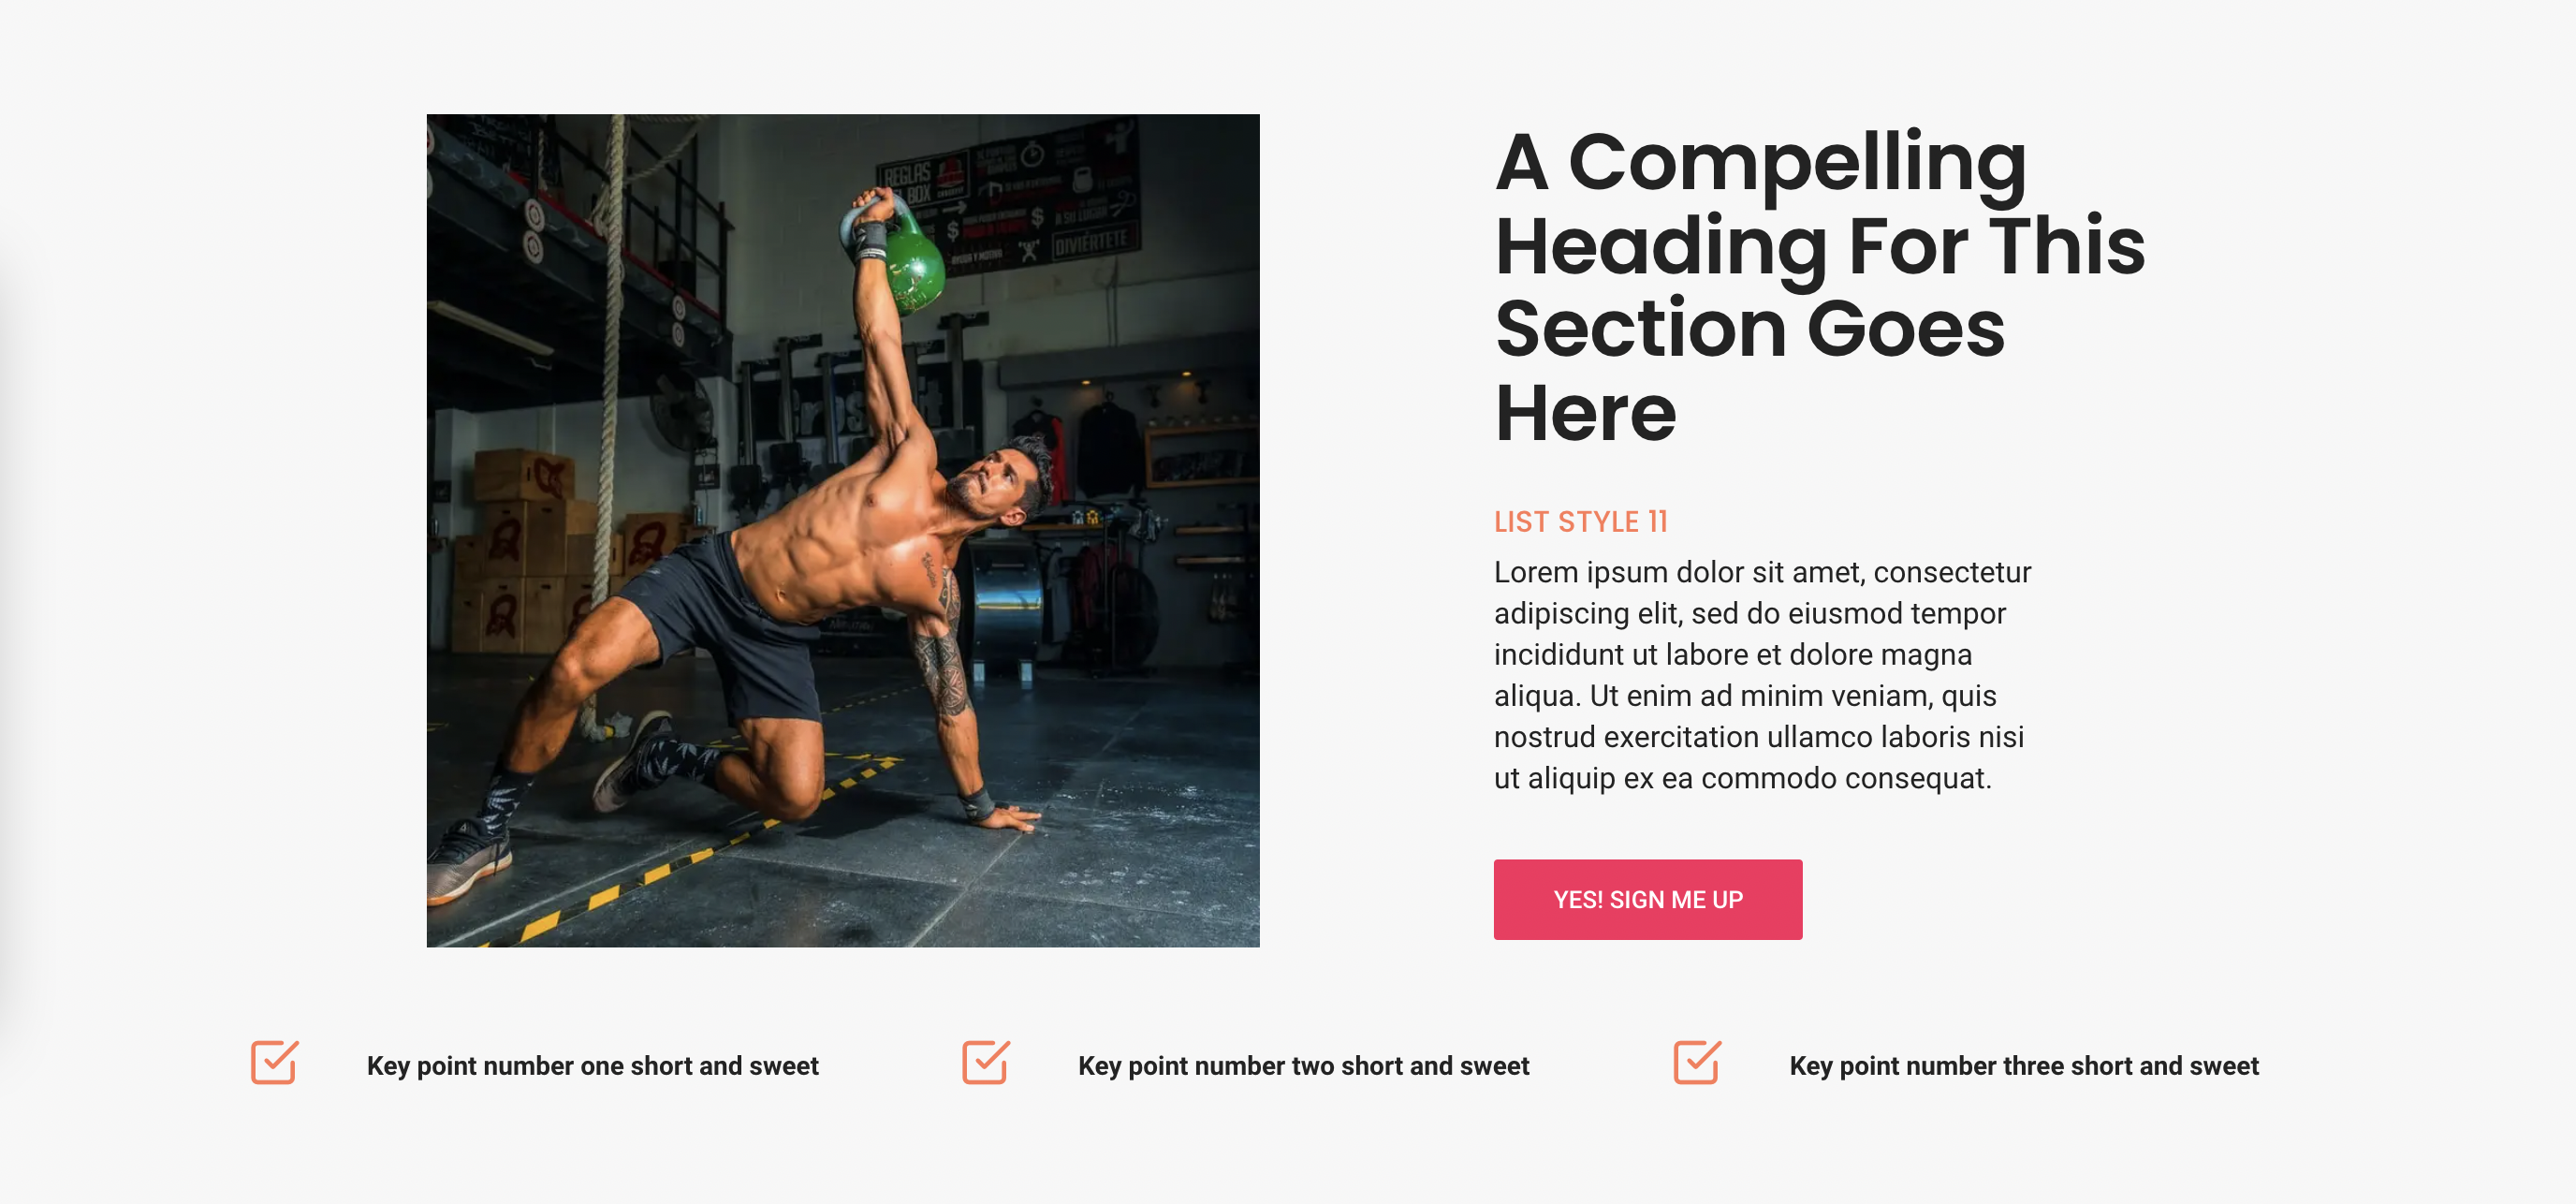 REGLAS
BOX
DIVIÉRTETE
A Compelling
Heading For This
Section Goes
Here
LIST STYLE 11
Lorem ipsum dolor sit amet, consectetur
adipiscing elit, sed do eiusmod tempor
incididunt ut labore et dolore magna
aliqua. Ut enim ad minim veniam, quis
nostrud exercitation ullamco laboris nisi
ut aliquip ex ea commodo consequat.
YES! SIGN ME UP
Key point number one short and sweet
Key point number two short and sweet
Key point number three short and sweet